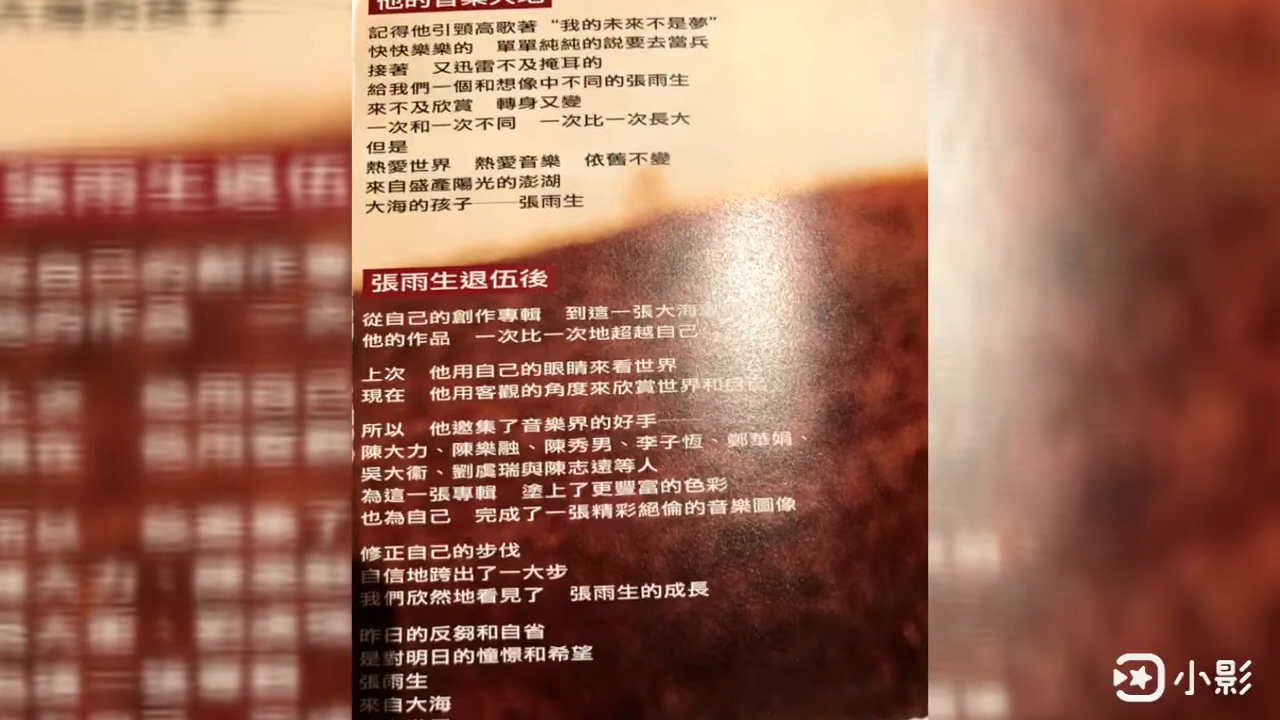 他的音樂天地
記得他引頸高歌著“我的未來不是夢”
快快樂樂的　單單純純的説要去當兵
接著　又迅雷不及掩耳的
給我們一個和想像中不同的張雨生
來不及欣賞　轉身又變
一次和一次不同　一次比一次長大
但是
熱愛世界　熱愛音樂　依舊不變
來自盛產陽光的澎湖
大海的孩子──張雨生
張雨生退伍後
從自己的創作專輯　到這一張大海
他的作品　一次比一次地超越自己
上次　他用自己的眼睛來看世界
現在　他用客觀的角度來欣賞世界和自己
所以　他邀集了音樂界的好手──
陳大力、陳樂融、陳秀男、李子恆、鄭華娟、
吳大衞、劉虞瑞與陳志遠等人
為這一張專輯　塗上了更豐富的色彩
也為自己　完成了一張精彩絕倫的音樂圖像
修正自己的步伐
自信地跨出了一大步
我們欣然地看見了　張雨生的成長
昨日的反芻和自省
是對明日的憧憬和希望
張雨生
來自大海
小影